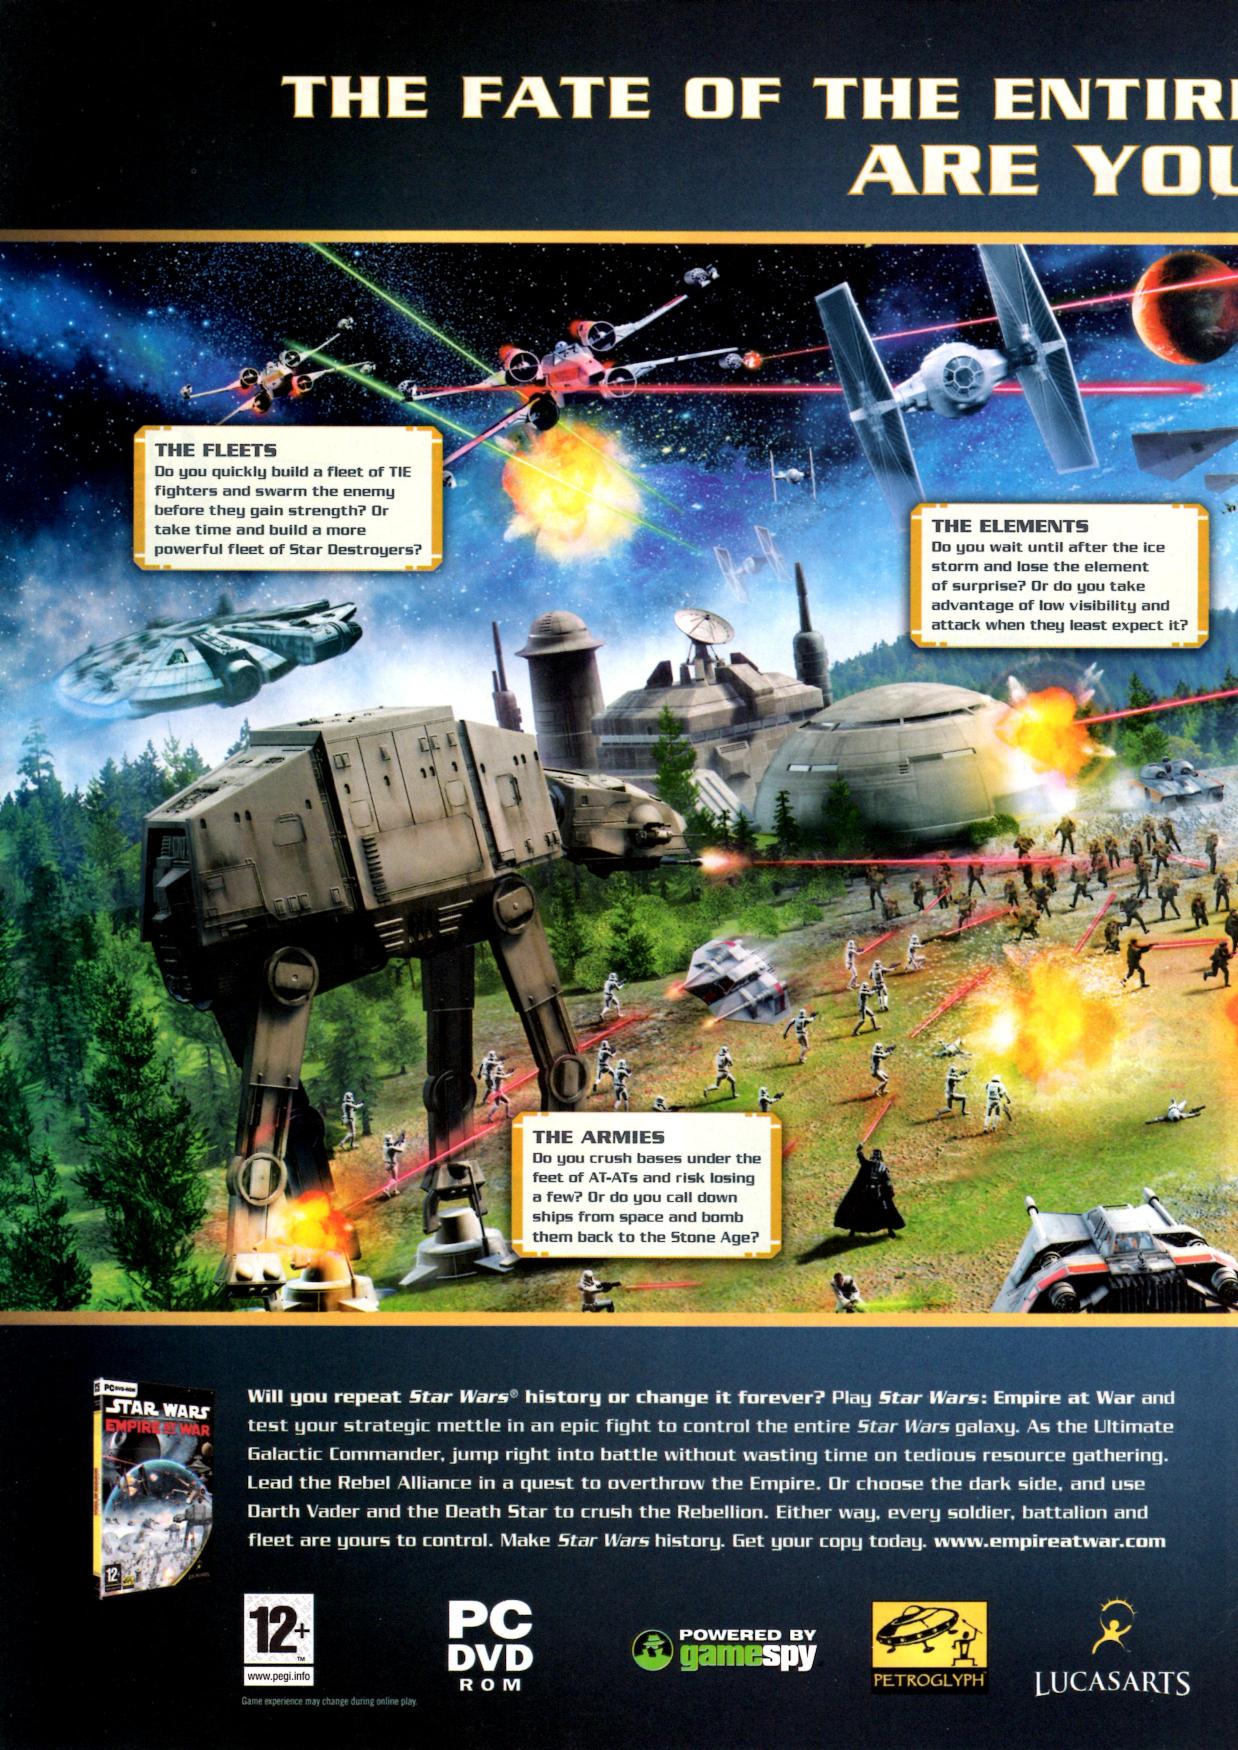 THE FATE OF THE ENTIRE
ARE YOU
THE FLEETS
Do you quickly build a fleet of TIE
fighters and swarm the enemy
before they gain strength? Or
take time and build a more
powerful fleet of Star Destroyers?
THE ELEMENTS
Do you wait until after the ice
storm and lose the element
of surprise? Or do you take
advantage of low visibility and
attack when they least expect it?
THE ARMIES
Do you crush bases under the
feet of AT-ATs and risk losing
a few? Or do you call down
ships from space and bomb
them back to the Stone Age?
PC DVD-ROM
STAR WARS
EMPIRE AT WAR
12+
Will you repeat Star Wars® history or change it forever? Play Star Wars: Empire at War and
test your strategic mettle in an epic fight to control the entire Star Wars galaxy. As the Ultimate
Galactic Commander, jump right into battle without wasting time on tedious resource gathering.
Lead the Rebel Alliance in a quest to overthrow the Empire. Or choose the dark side, and use
Darth Vader and the Death Star to crush the Rebellion. Either way, every soldier, battalion and
fleet are yours to control. Make Star Wars history. Get your copy today. www.empireatwar.com
12+
TM
www.pegi.info
Game experience may change during online play.
PC
DVD
ROM
POWERED BY
gamespy
PETROGLYPH
LUCASARTS